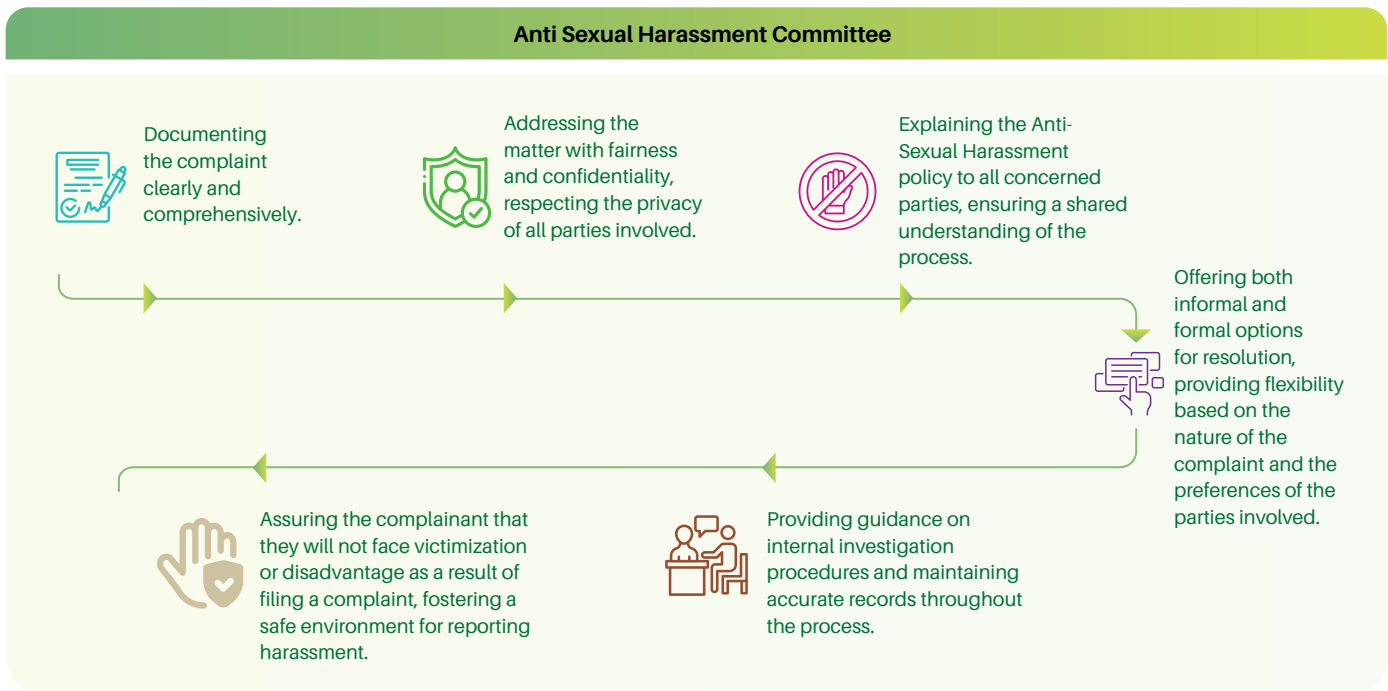 Anti Sexual Harassment Committee
Documenting
the complaint
clearly and
comprehensively.
Addressing the
matter with fairness
and confidentiality,
respecting the privacy
of all parties involved.
Explaining the Anti-
Sexual Harassment
policy to all concerned
parties, ensuring a shared
understanding of the
process.
Offering both
informal and
formal options
for resolution,
providing flexibility
based on the
nature of the
complaint and the
preferences of the
parties involved.
Providing guidance on
internal investigation
procedures and maintaining
accurate records throughout
the process.
Assuring the complainant that
they will not face victimization
or disadvantage as a result of
filing a complaint, fostering a
safe environment for reporting
harassment.